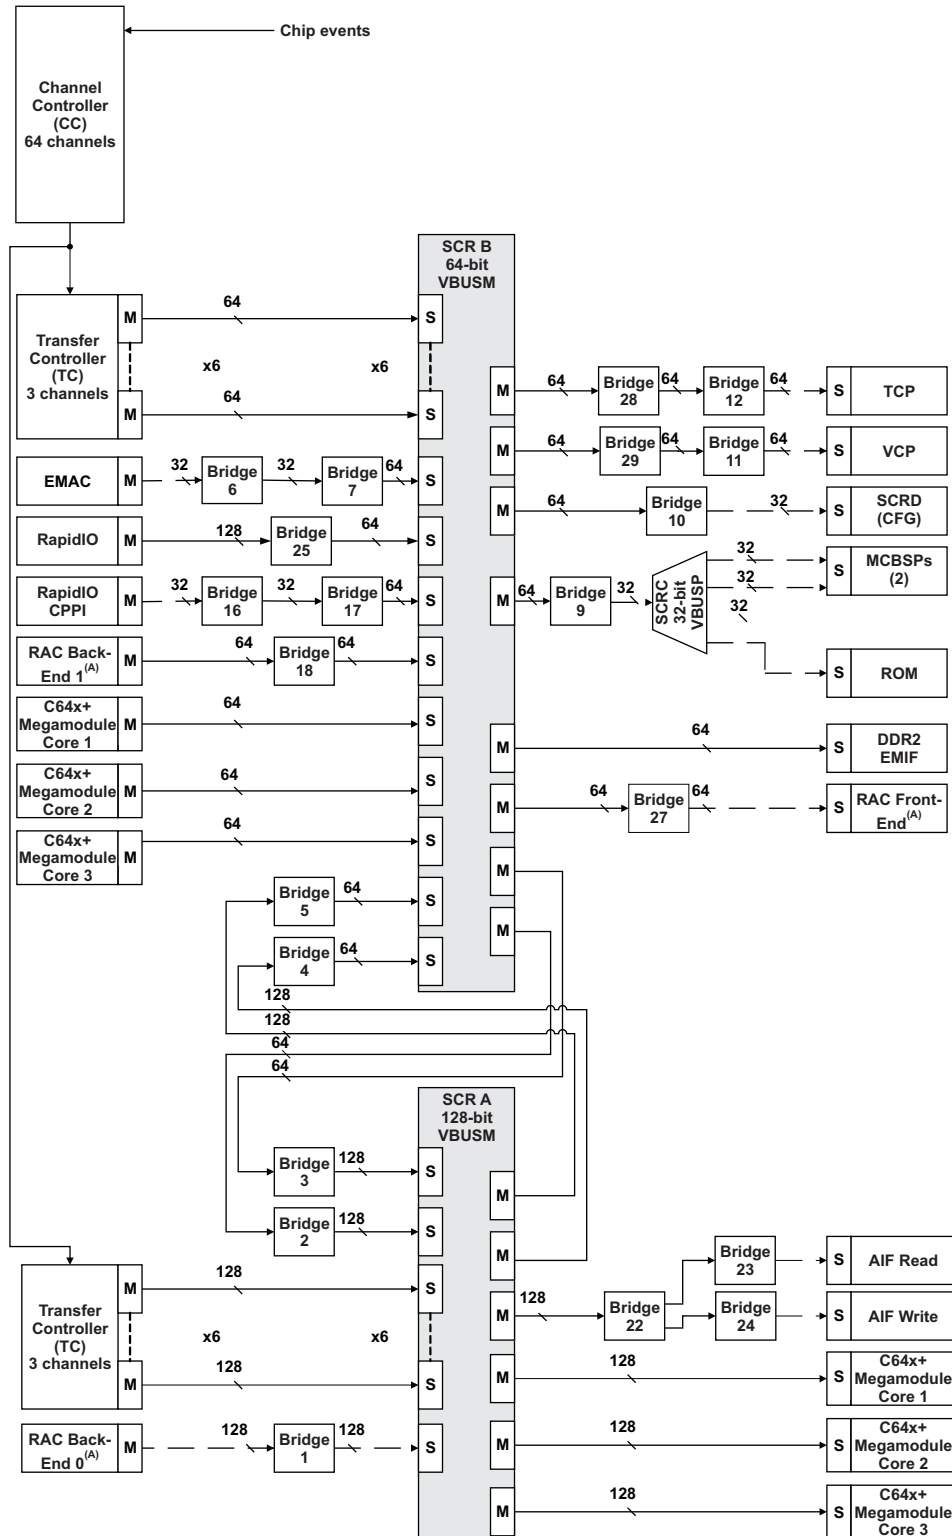 Chip events
Channel
Controller
(CC)
64 channels
SCR B
64-bit
VBUSM
Transfer
Controller
(TC)
3 channels
M
64
S
x6
x6
M
64
S
M
64
Bridge
28
64
Bridge
12
64
S
TCP
M
64
Bridge
29
64
Bridge
11
64
S
VCP
EMAC
M
32
Bridge
6
32
Bridge
7
64
S
M
64
Bridge
10
32
S
SCRD
(CFG)
RapidIO
M
128
Bridge
25
64
S
M
64
Bridge
9
32
SCRC
32-bit
VBUSP
32
32
32
S
MCBSPs
(2)
S
ROM
RapidIO
CPPI
M
32
Bridge
16
32
Bridge
17
64
S
RAC Back-
End 1(A)
M
64
Bridge
18
64
S
C64x+
Megamodule
Core 1
M
64
S
M
64
S
DDR2
EMIF
C64x+
Megamodule
Core 2
M
64
S
M
64
Bridge
27
64
S
RAC Front-
End(A)
C64x+
Megamodule
Core 3
M
64
S
M
Bridge
5
64
S
M
Bridge
4
64
S
128
128
64
64
SCR A
128-bit
VBUSM
Bridge
3
128
S
M
Bridge
2
128
S
M
Transfer
Controller
(TC)
3 channels
M
128
S
x6
x6
M
128
S
M
128
Bridge
22
Bridge
23
S
AIF Read
Bridge
24
S
AIF Write
M
128
S
C64x+
Megamodule
Core 1
RAC Back-
End 0(A)
M
128
Bridge
1
128
S
M
128
S
C64x+
Megamodule
Core 2
M
128
S
C64x+
Megamodule
Core 3